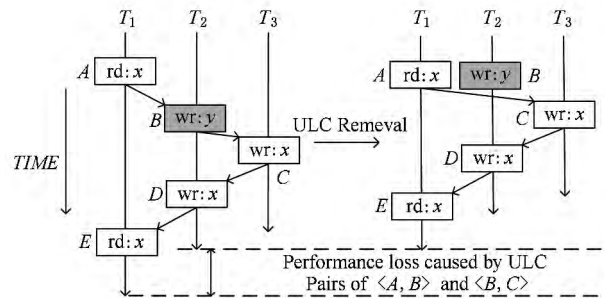 T1 T2 T3
A rd: x
B wr: y
wr: x
C
D wr: x
E rd: x
TIME
ULC Remeval
T1 T2 T3
A rd: x wr: y B
C wr: x
D wr: x
E rd: x
Performance loss caused by ULC
Pairs of ⟨A, B⟩ and ⟨B, C⟩